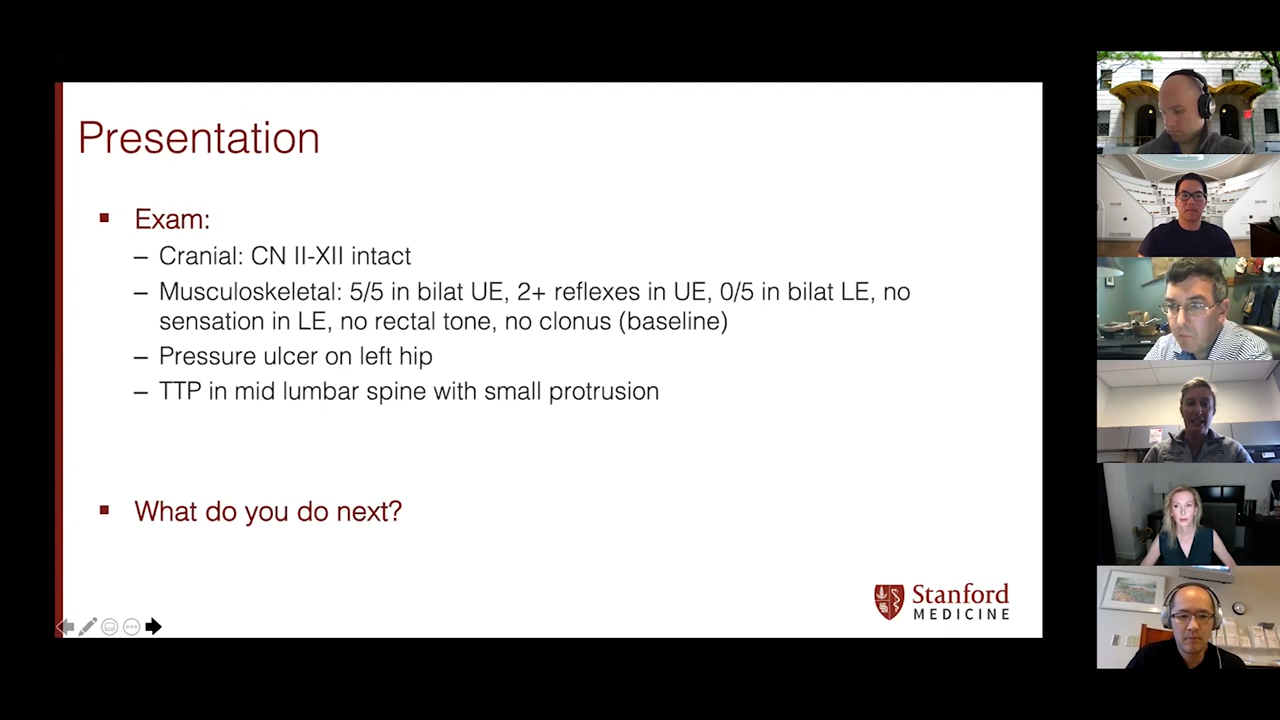 Presentation
Exam:
– Cranial: CN II-XII intact
– Musculoskeletal: 5/5 in bilat UE, 2+ reflexes in UE, 0/5 in bilat LE, no
sensation in LE, no rectal tone, no clonus (baseline)
– Pressure ulcer on left hip
– TTP in mid lumbar spine with small protrusion
What do you do next?
Stanford
MEDICINE